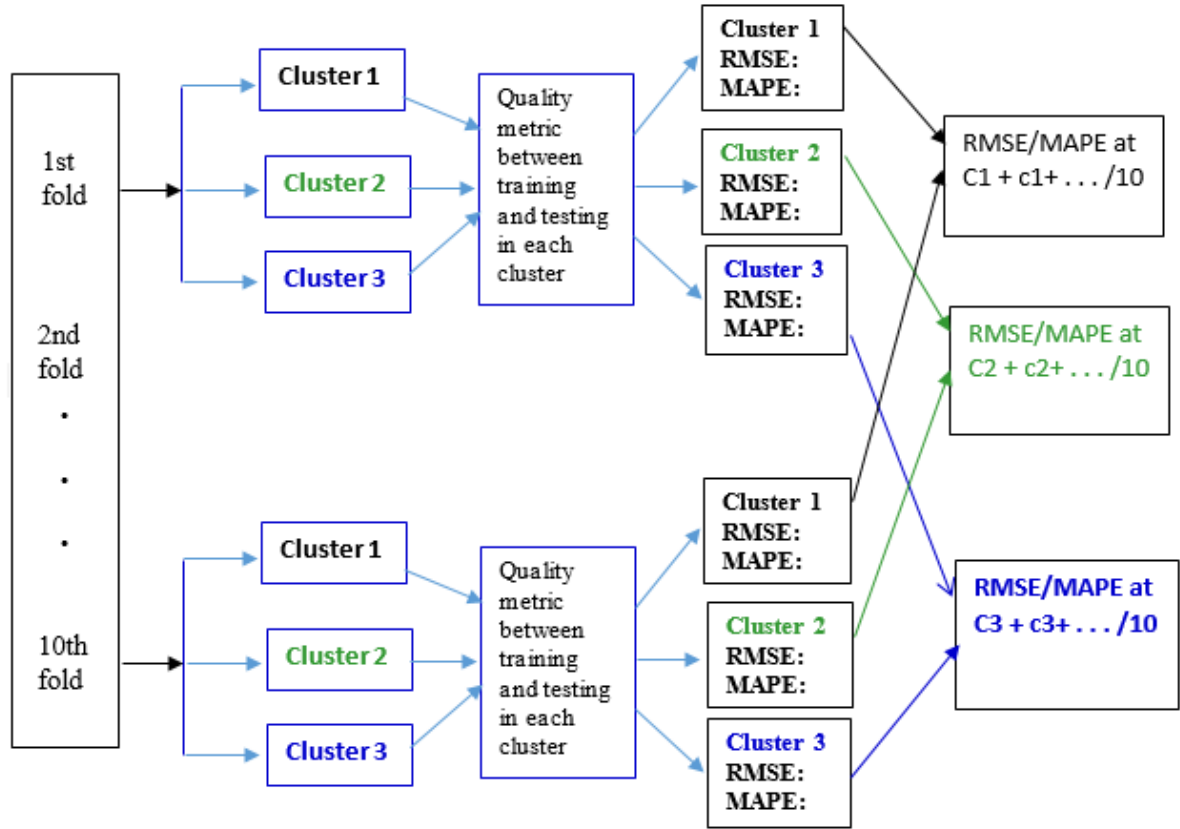 1st
fold
2nd
fold
.
.
.
10th
fold
Cluster 1
Cluster 2
Cluster 3
Quality
metric
between
training
and testing
in each
cluster
Cluster 1
RMSE:
MAPE:
Cluster 2
RMSE:
MAPE:
Cluster 3
RMSE:
MAPE:
Cluster 1
Cluster 2
Cluster 3
Quality
metric
between
training
and testing
in each
cluster
Cluster 1
RMSE:
MAPE:
Cluster 2
RMSE:
MAPE:
Cluster 3
RMSE:
MAPE:
RMSE/MAPE at
C1 + c1+ . . . /10
RMSE/MAPE at
C2 + c2+ . . . /10
RMSE/MAPE at
C3 + c3+ . . . /10